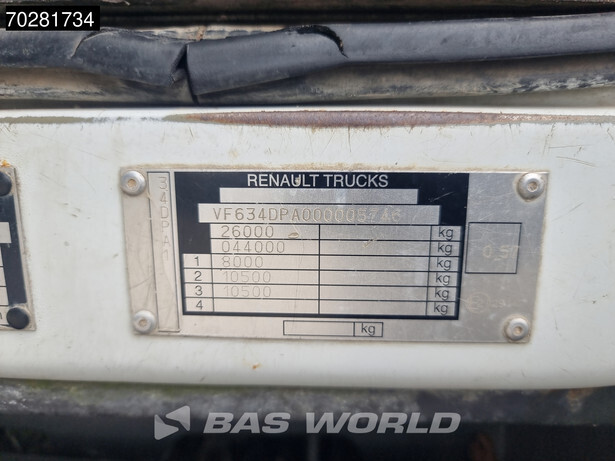 70281734
RENAULT TRUCKS
34DPA1
26000 kg
044000 kg
1 8000 kg
2 10500 kg
3 10500 kg
4 kg
kg
BAS WORLD